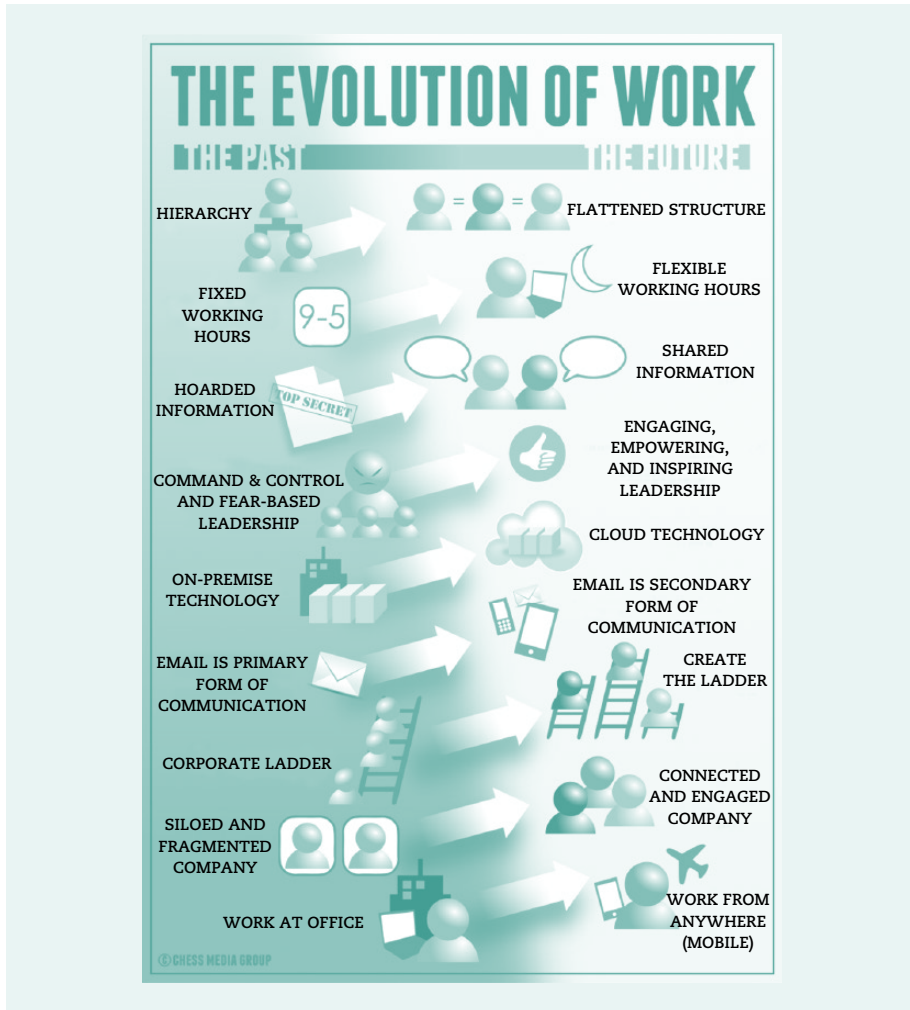 THE EVOLUTION OF WORK
THE PAST
THE FUTURE
HIERARCHY
= =
FLATTENED STRUCTURE
FIXED
WORKING
HOURS
9-5
FLEXIBLE
WORKING HOURS
HOARDED
INFORMATION
TOP SECRET
SHARED
INFORMATION
COMMAND & CONTROL
AND FEAR-BASED
LEADERSHIP
ENGAGING,
EMPOWERING,
AND INSPIRING
LEADERSHIP
ON-PREMISE
TECHNOLOGY
CLOUD TECHNOLOGY
EMAIL IS PRIMARY
FORM OF
COMMUNICATION
EMAIL IS SECONDARY
FORM OF
COMMUNICATION
CORPORATE LADDER
CREATE
THE LADDER
SILOED AND
FRAGMENTED
COMPANY
CONNECTED
AND ENGAGED
COMPANY
WORK AT OFFICE
WORK FROM
ANYWHERE
(MOBILE)
© CHESS MEDIA GROUP